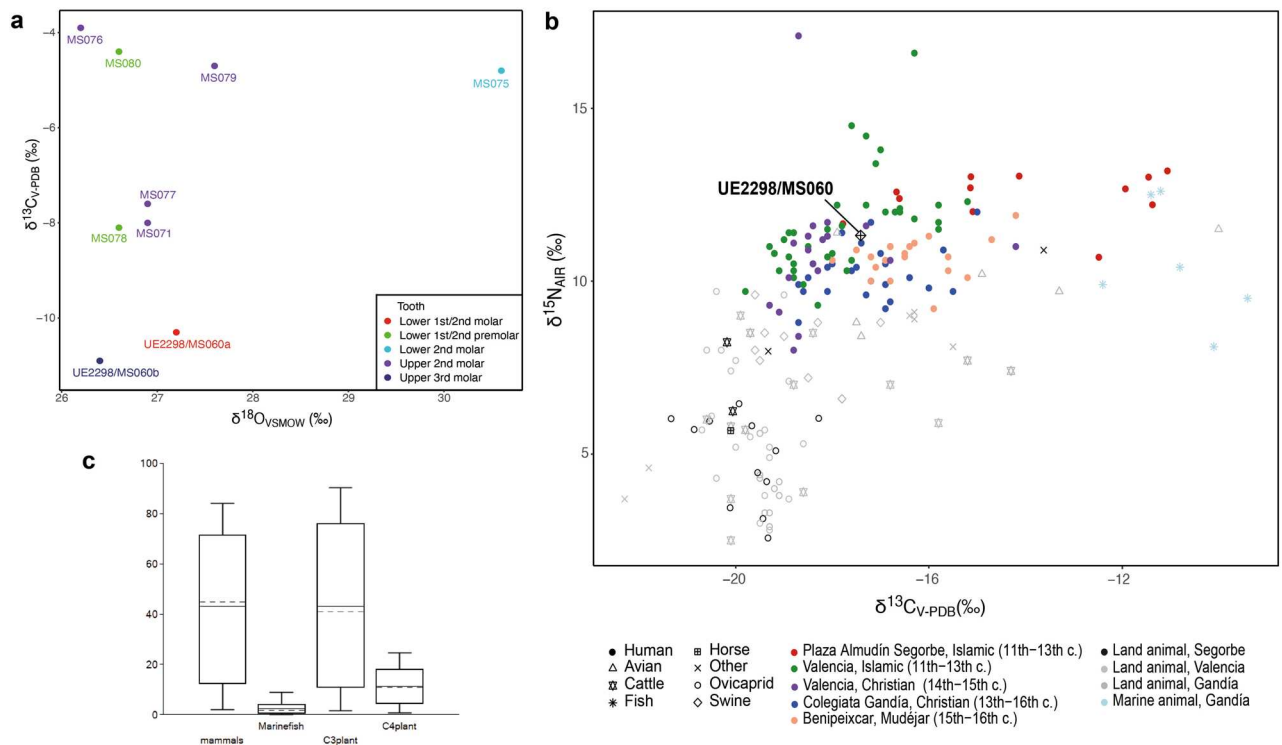 a
−4
−6
−8
−10
δ13CV-PDB (‰)
MS076
MS080
MS079
MS075
MS077
MS071
MS078
UE2298/MS060a
UE2298/MS060b
Tooth
Lower 1st/2nd molar
Lower 1st/2nd premolar
Lower 2nd molar
Upper 2nd molar
Upper 3rd molar
26 27 28 29 30
δ18OVSMOW (‰)
b
15
10
5
δ15NAIR (‰)
UE2298/MS060
−20 −16 −12
δ13CV-PDB(‰)
Human
Avian
Cattle
Fish
Horse
Other
Ovicaprid
Swine
Plaza Almudín Segorbe, Islamic (11th−13th c.)
Valencia, Islamic (11th−13th c.)
Valencia, Christian (14th−15th c.)
Colegiata Gandía, Christian (13th−16th c.)
Benipeixcar, Mudéjar (15th−16th c.)
Land animal, Segorbe
Land animal, Valencia
Land animal, Gandía
Marine animal, Gandía
c
100
80
60
40
20
0
mammals
Marinefish
C3plant
C4plant